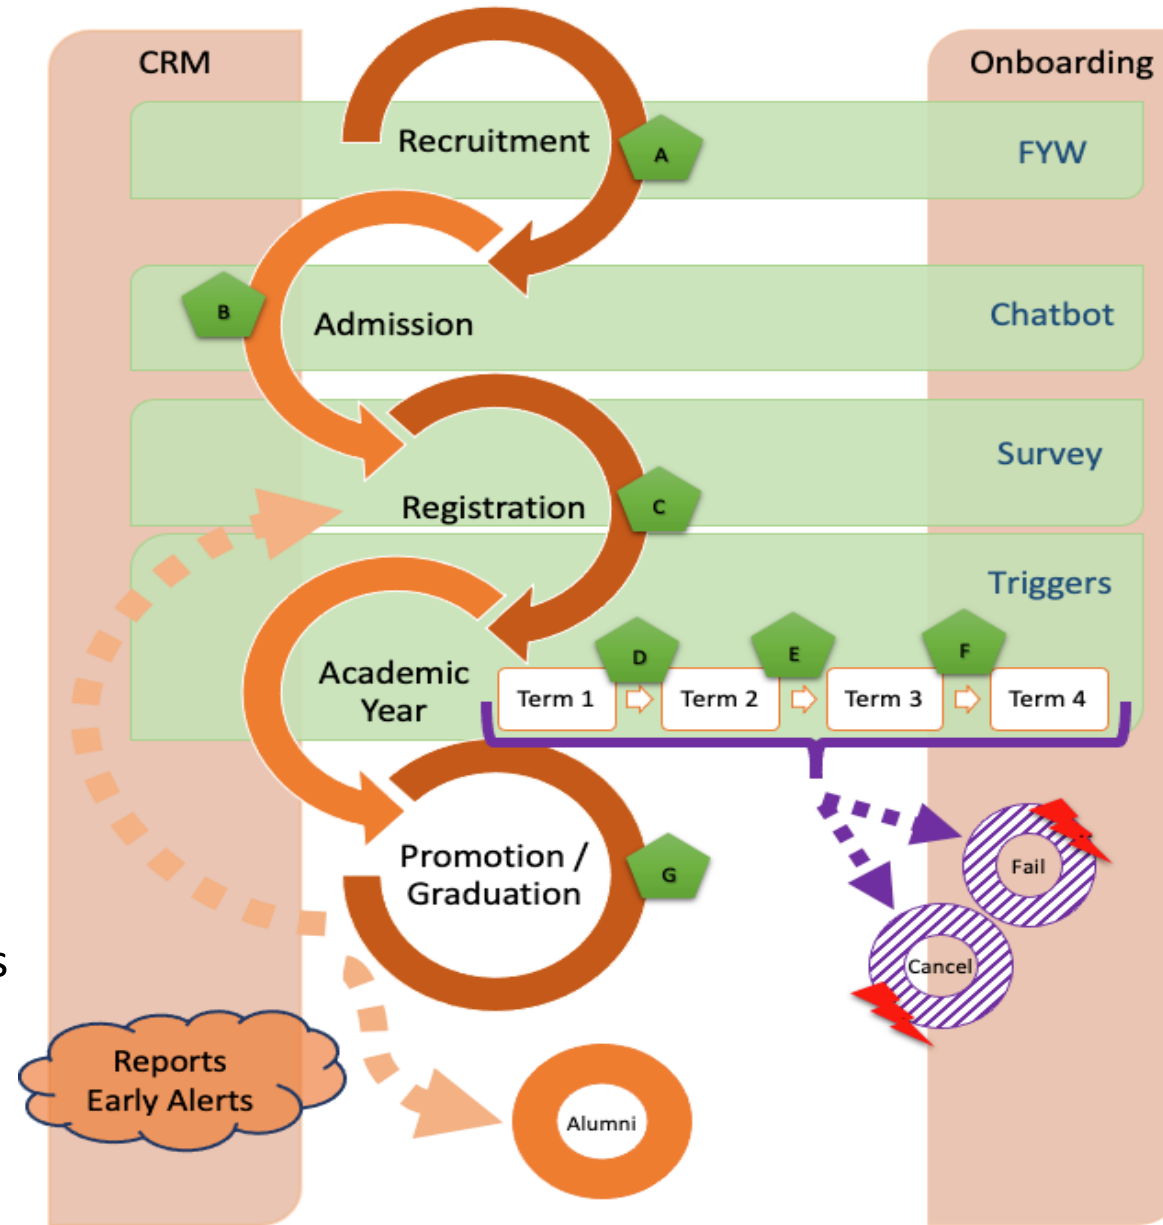 CRM
Onboarding
Recruitment
A
FYW
B
Admission
Chatbot
Survey
Registration
C
Triggers
D
E
F
Academic
Year
Term 1
Term 2
Term 3
Term 4
Promotion /
Graduation
G
Fail
Cancel
s
Reports
Early Alerts
Alumni